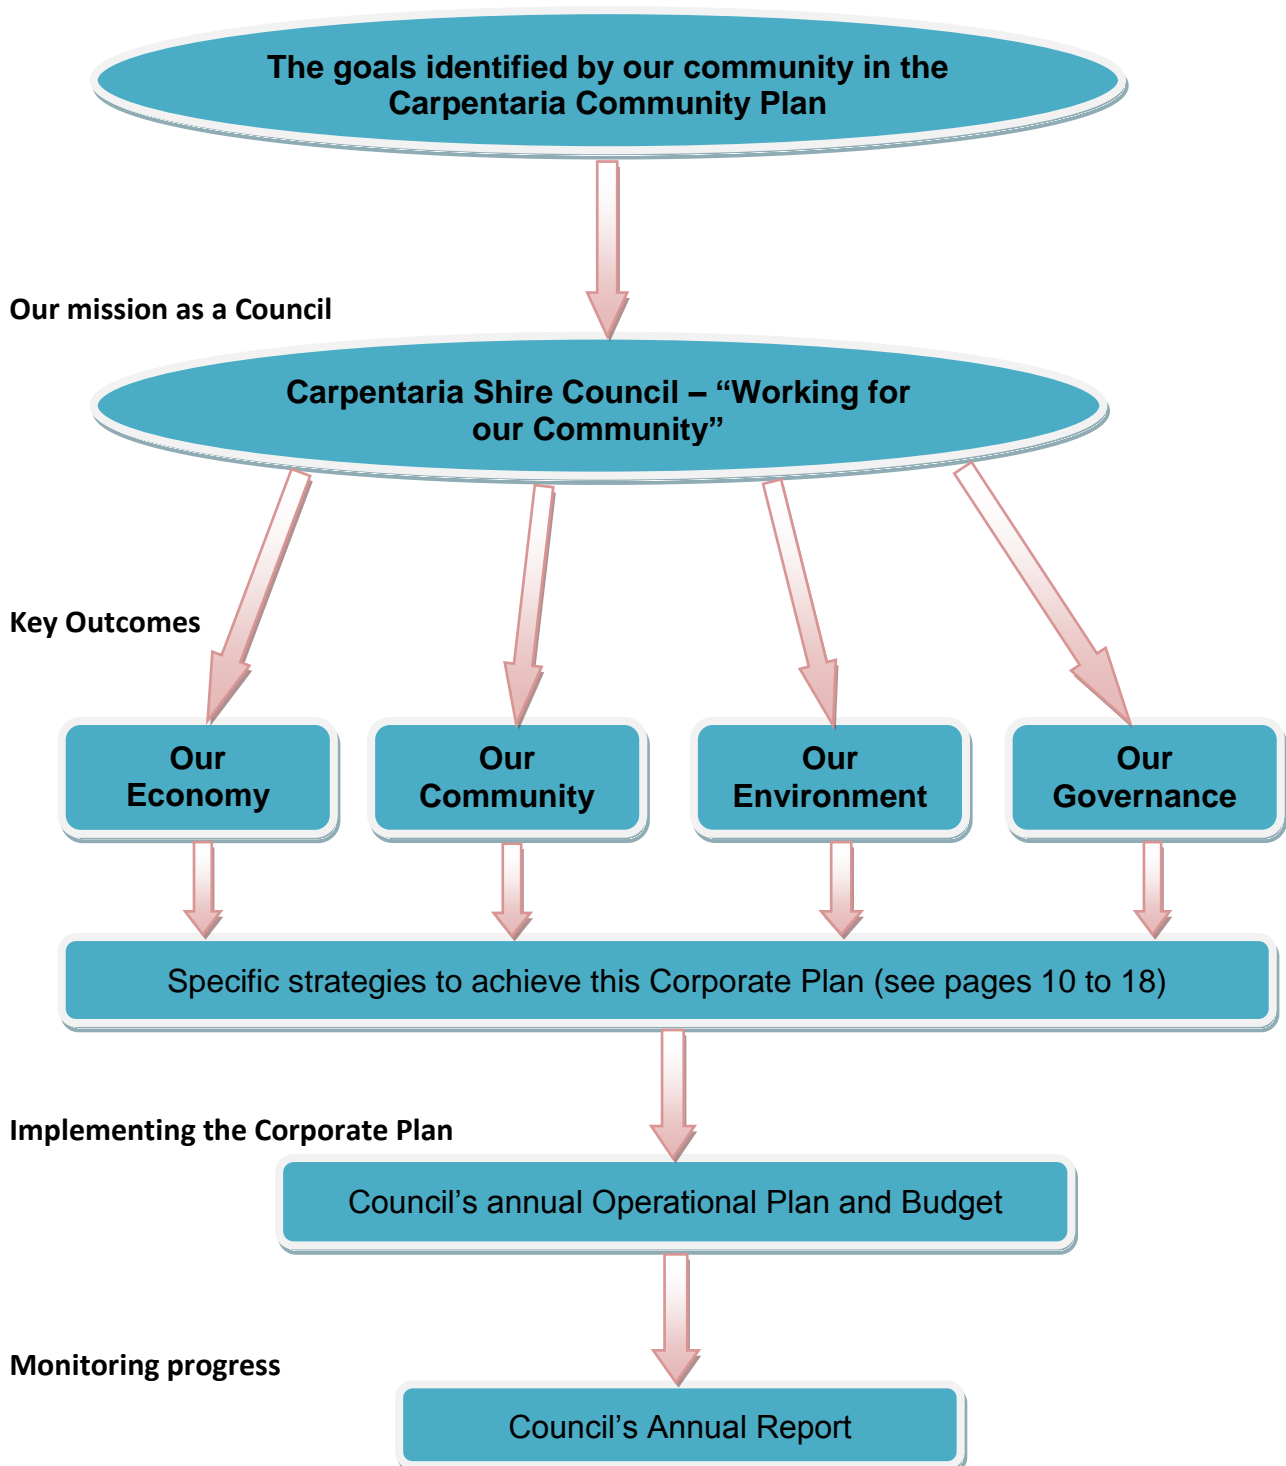 The goals identified by our community in the
Carpentaria Community Plan
Our mission as a Council
Carpentaria Shire Council – “Working for
our Community”
Key Outcomes
Our
Economy
Our
Community
Our
Environment
Our
Governance
Specific strategies to achieve this Corporate Plan (see pages 10 to 18)
Implementing the Corporate Plan
Council’s annual Operational Plan and Budget
Monitoring progress
Council’s Annual Report